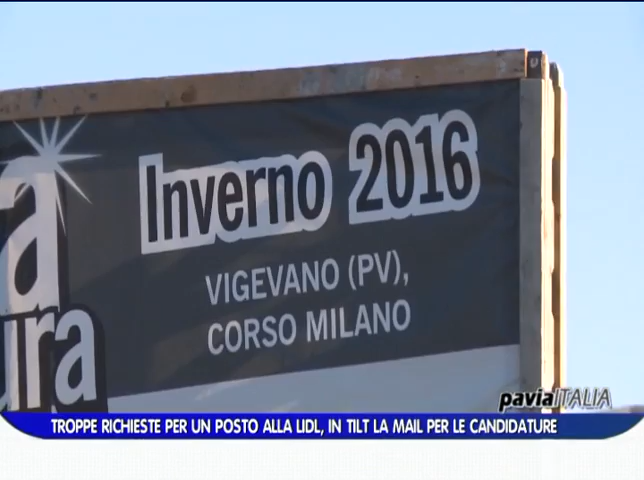 Inverno 2016
VIGEVANO (PV),
CORSO MILANO
ura
paviaITALIA
TROPPE RICHIESTE PER UN POSTO ALLA LIDL, IN TILT LA MAIL PER LE CANDIDATURE